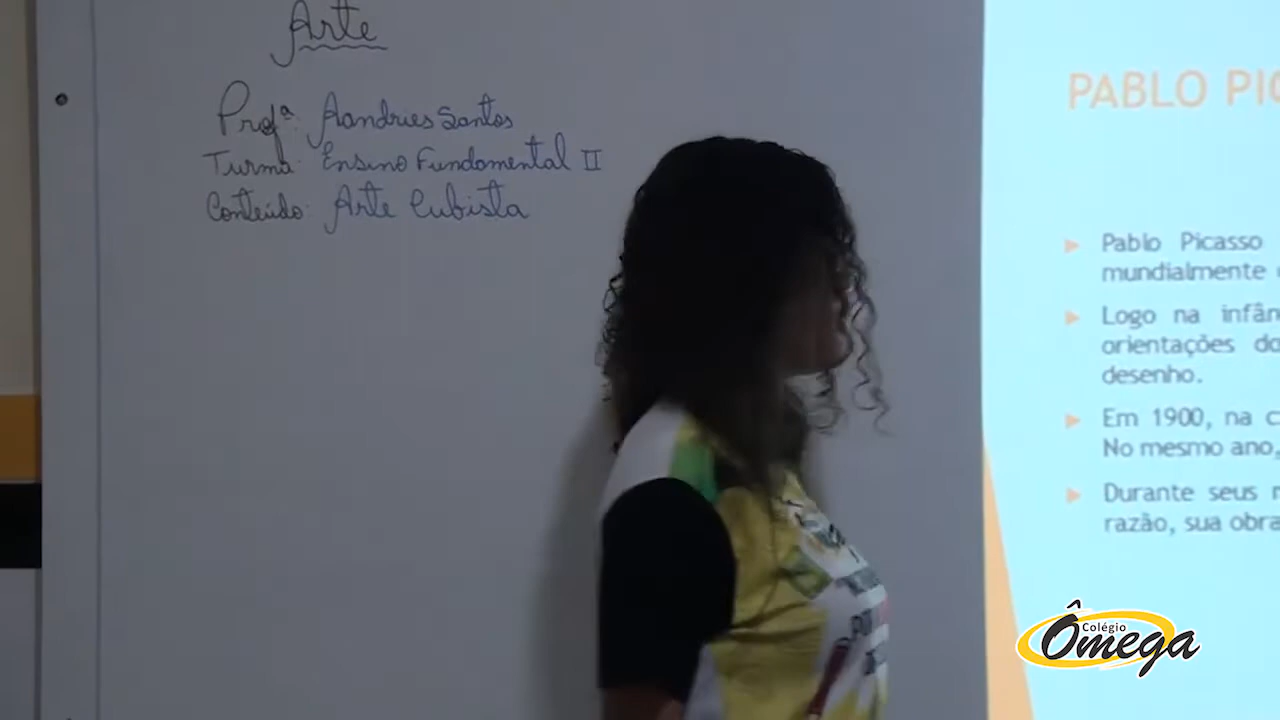 Arte
Profª: Aandries Santos
Turma: Ensino Fundamental II
Conteúdo: Arte Cubista
PABLO PIC
Pablo Picasso
mundialmente
Logo na infân
orientações do
desenho.
Em 1900, na c
No mesmo ano,
Durante seus
razão, sua obra
Colégio
Ômega